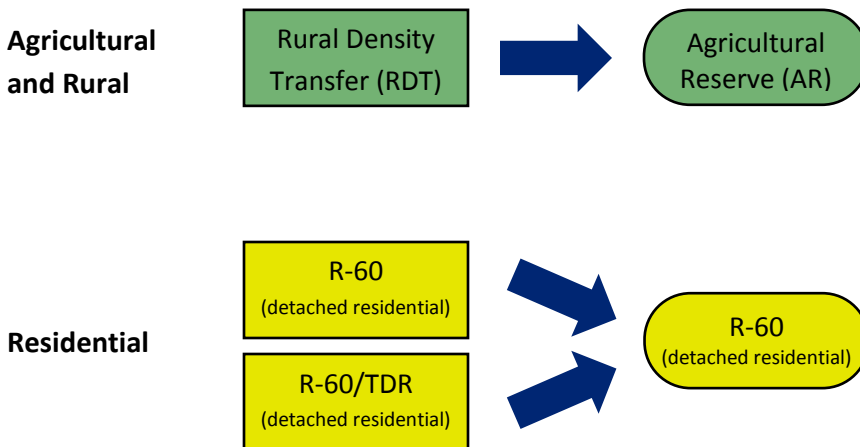 Agricultural
and Rural
Rural Density
Transfer (RDT)
Agricultural
Reserve (AR)
Residential
R-60
(detached residential)
R-60/TDR
(detached residential)
R-60
(detached residential)